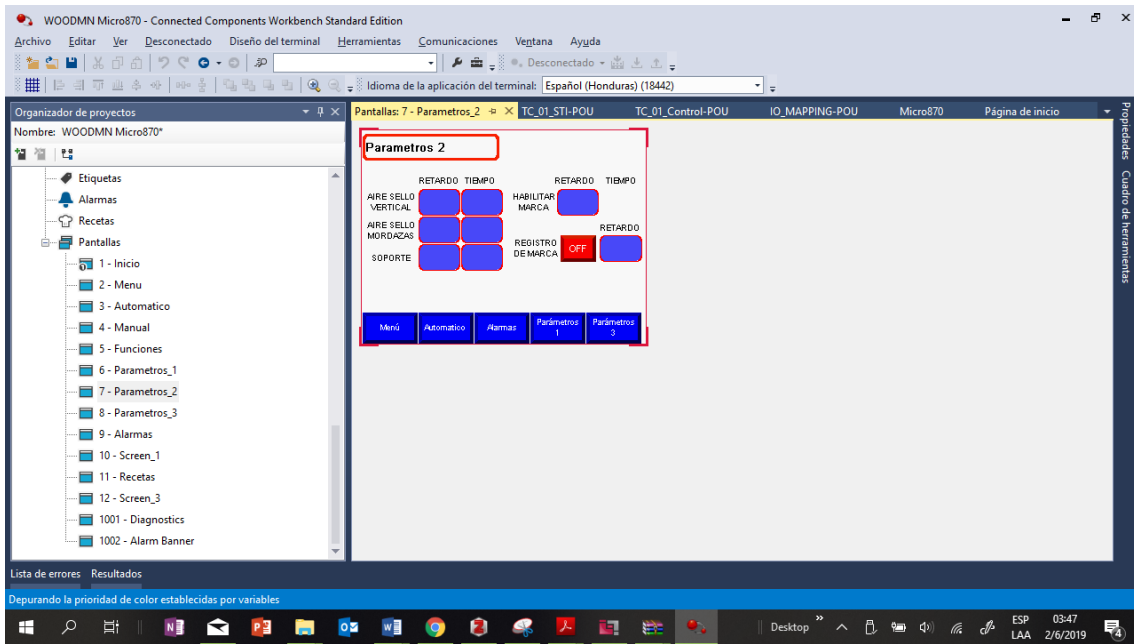 WOODMN Micro870 - Connected Components Workbench Standard Edition
Archivo Editar Ver Desconectado Diseño del terminal Herramientas Comunicaciones Ventana Ayuda
Desconectado
Idioma de la aplicación del terminal: Español (Honduras) (18442)
Organizador de proyectos
Nombre: WOODMN Micro870*
Etiquetas
Alarmas
Recetas
Pantallas
1 - Inicio
2 - Menu
3 - Automatico
4 - Manual
5 - Funciones
6 - Parametros_1
7 - Parametros_2
8 - Parametros_3
9 - Alarmas
10 - Screen_1
11 - Recetas
12 - Screen_3
1001 - Diagnostics
1002 - Alarm Banner
Pantallas: 7 - Parametros_2 TC_01_STI-POU TC_01_Control-POU IO_MAPPING-POU Micro870 Página de inicio
Parametros 2
RETARDO TIEMPO RETARDO TIEMPO
AIRE SELLO
VERTICAL
HABILITAR
MARCA
AIRE SELLO
MORDAZAS
RETARDO
REGISTRO
DE MARCA
OFF
SOPORTE
Menú Automatico Alarmas Parámetros
1
Parámetros
3
Propiedades
Cuadro de herramientas
Lista de errores Resultados
Depurando la prioridad de color establecidas por variables
Desktop
ESP
LAA
03:47
2/6/2019
4